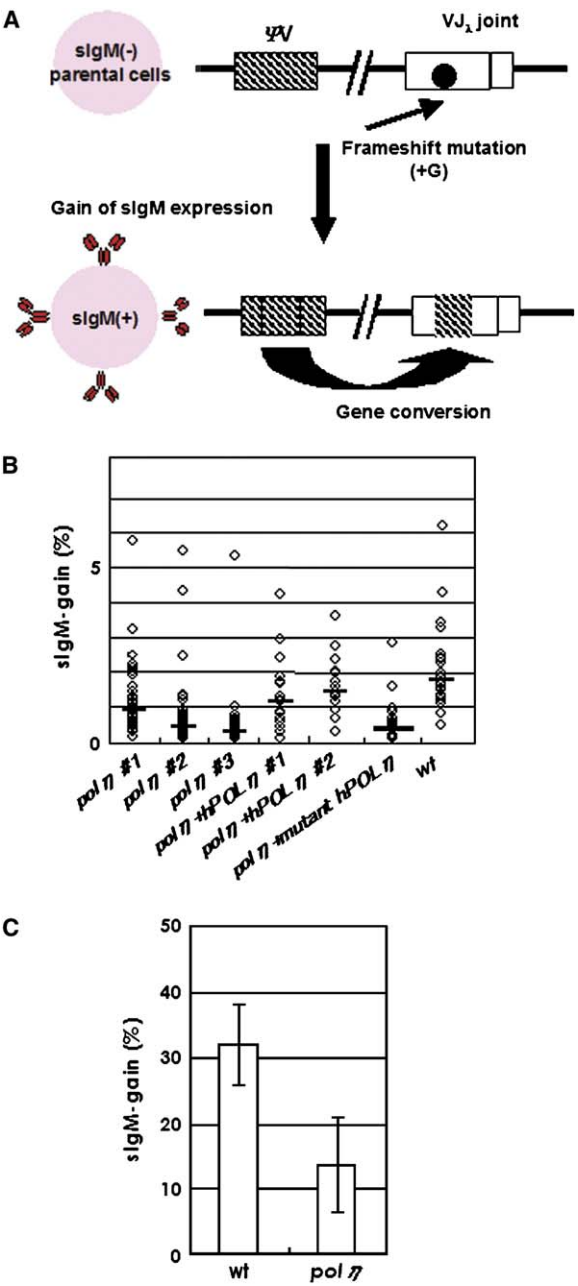 A
sIgM(-)
parental cells
ΨV
VJλ joint
Frameshift mutation
(+G)
Gain of sIgM expression
sIgM(+)
Gene conversion
B
sIgM-gain (%)
5
0
pol η #1
pol η #2
pol η #3
pol η+hPOL η #1
pol η+hPOL η #2
pol η+mutant hPOL η
wt
C
sIgM-gain (%)
50
40
30
20
10
0
wt
pol η